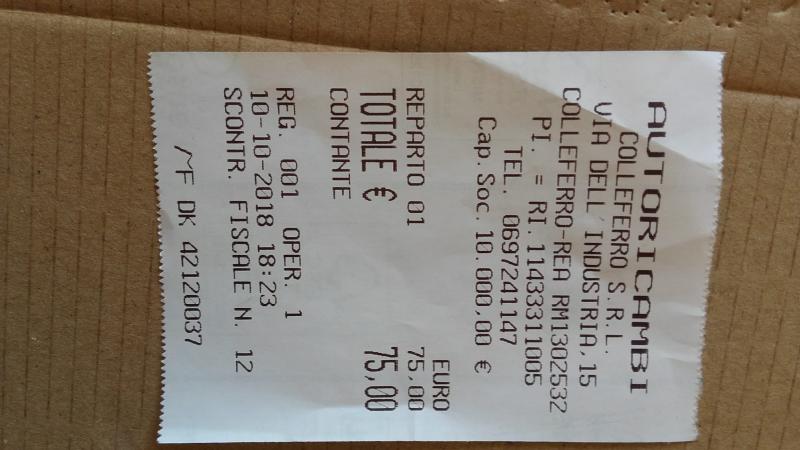 AUTORICAMBI
COLLEFERRO S.R.L.
VIA DELL'INDUSTRIA,15
COLLEFERRO-REA RM1302532
PI. = RI.11433311005
TEL. 0697241147
Cap.Soc.10.000,00 €
EURO
REPARTO 01 75,00
TOTALE € 75,00
CONTANTE
REG. 001 OPER. 1
10-10-2018 18:23
SCONTR. FISCALE N. 12
MF DK 42120037